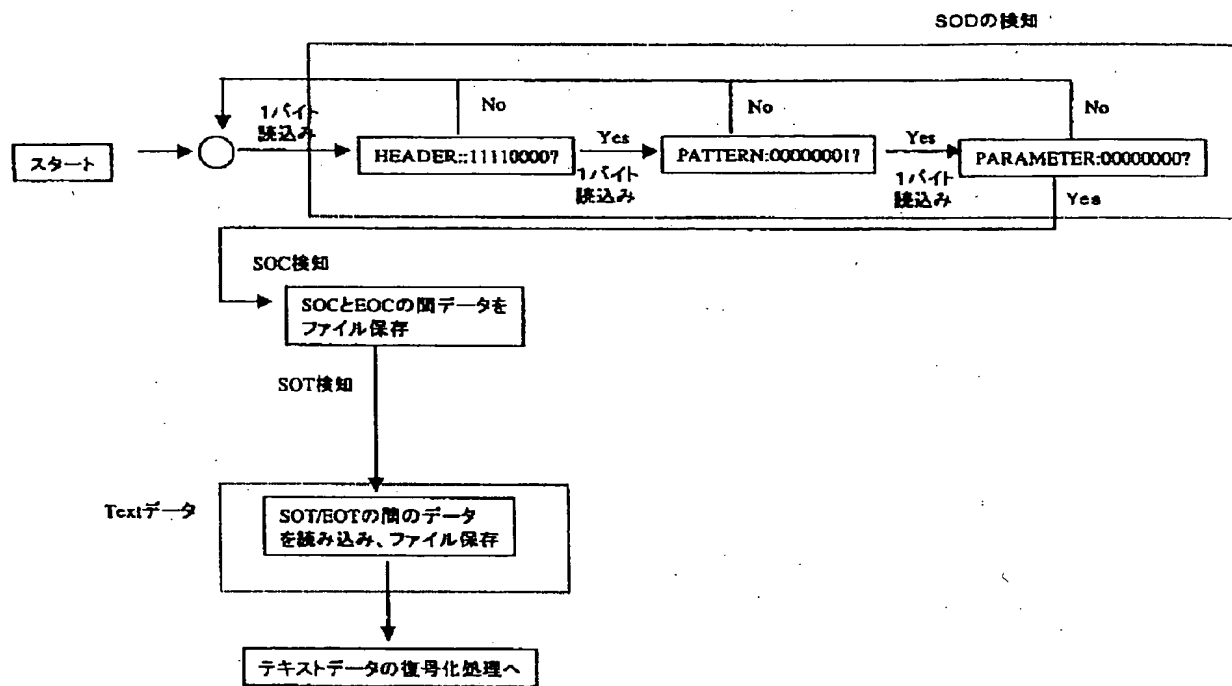 SODの検知
No
No
No
1バイト
読込み
スタート
HEADER::11110000?
Yes
1バイト
読込み
PATTERN:00000001?
Yes
1バイト
読込み
PARAMETER:00000000?
Yes
SOC検知
SOCとEOCの間データを
ファイル保存
SOT検知
Textデータ
SOT/EOTの間のデータ
を読み込み、ファイル保存
テキストデータの復号化処理へ